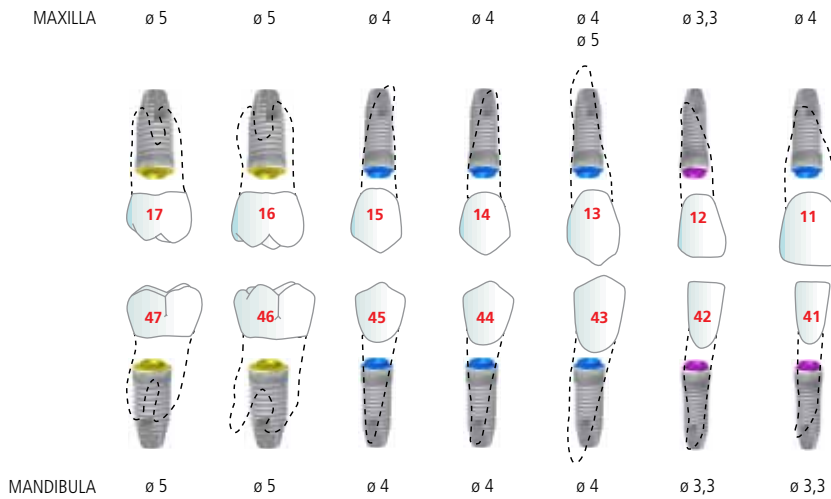 MAXILLA ø 5 ø 5 ø 4 ø 4 ø 4 ø 3,3 ø 4
ø 5
17 16 15 14 13 12 11
47 46 45 44 43 42 41
MANDIBULA ø 5 ø 5 ø 4 ø 4 ø 4 ø 3,3 ø 3,3